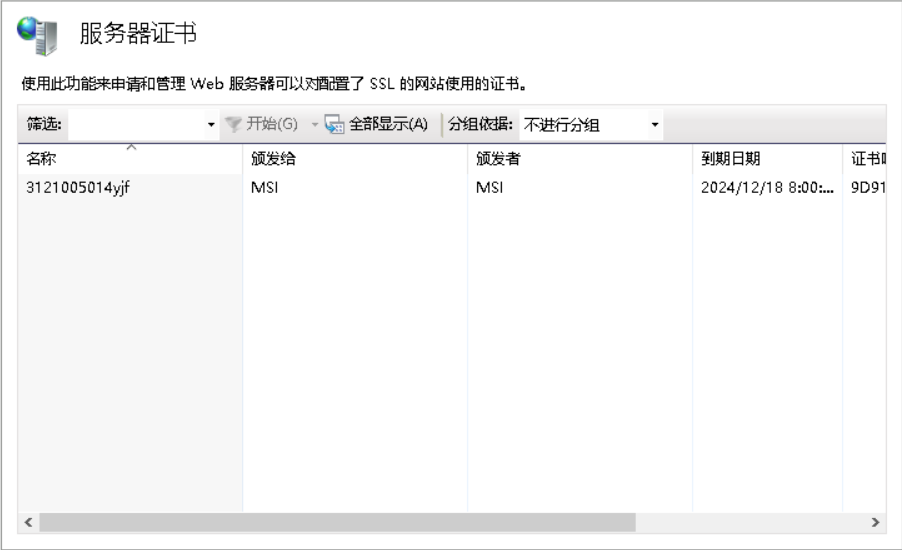 服务器证书
使用此功能来申请和管理 Web 服务器可以对配置了 SSL 的网站使用的证书。
筛选: 开始(G) 全部显示(A) 分组依据: 不进行分组
名称 颁发给 颁发者 到期日期 证书
3121005014yjf MSI MSI 2024/12/18 8:00:... 9D91